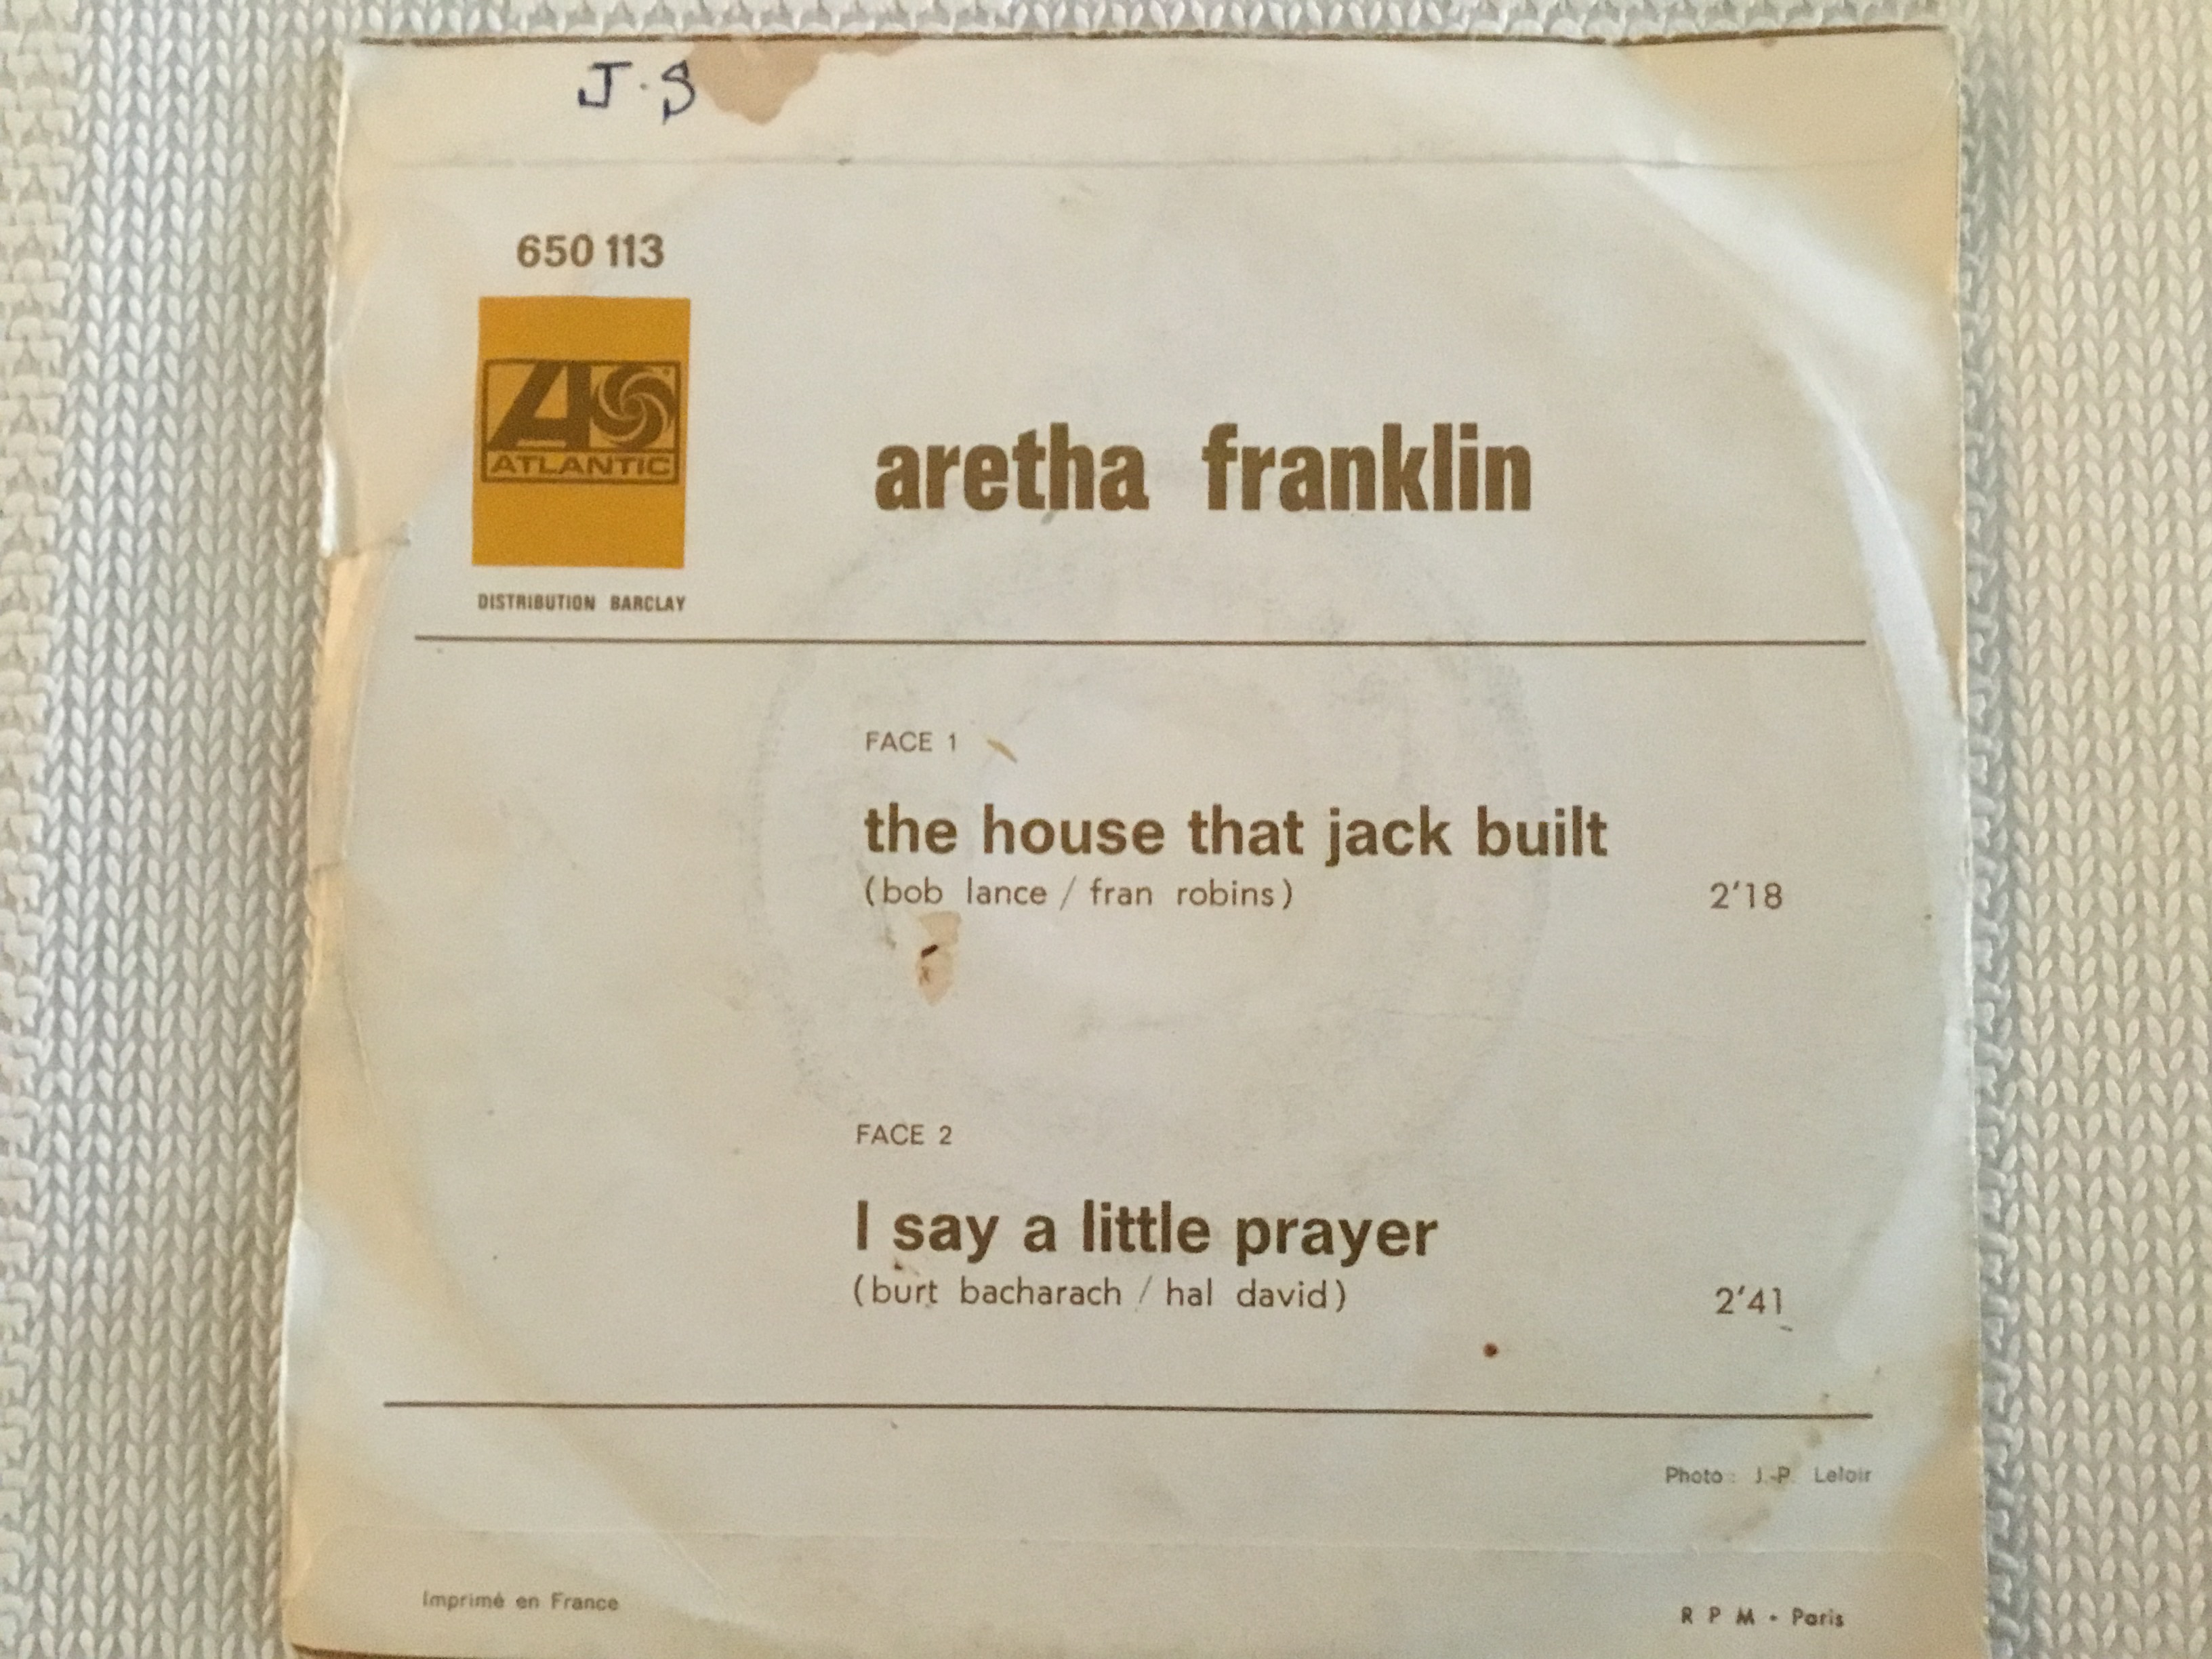 J.S
650 113
ATLANTIC
DISTRIBUTION BARCLAY
aretha franklin
FACE 1
the house that jack built
(bob lance / fran robins) 2'18
FACE 2
I say a little prayer
(burt bacharach / hal david) 2'41
Photo : J.-P. Leloir
Imprimé en France
R P M - Paris